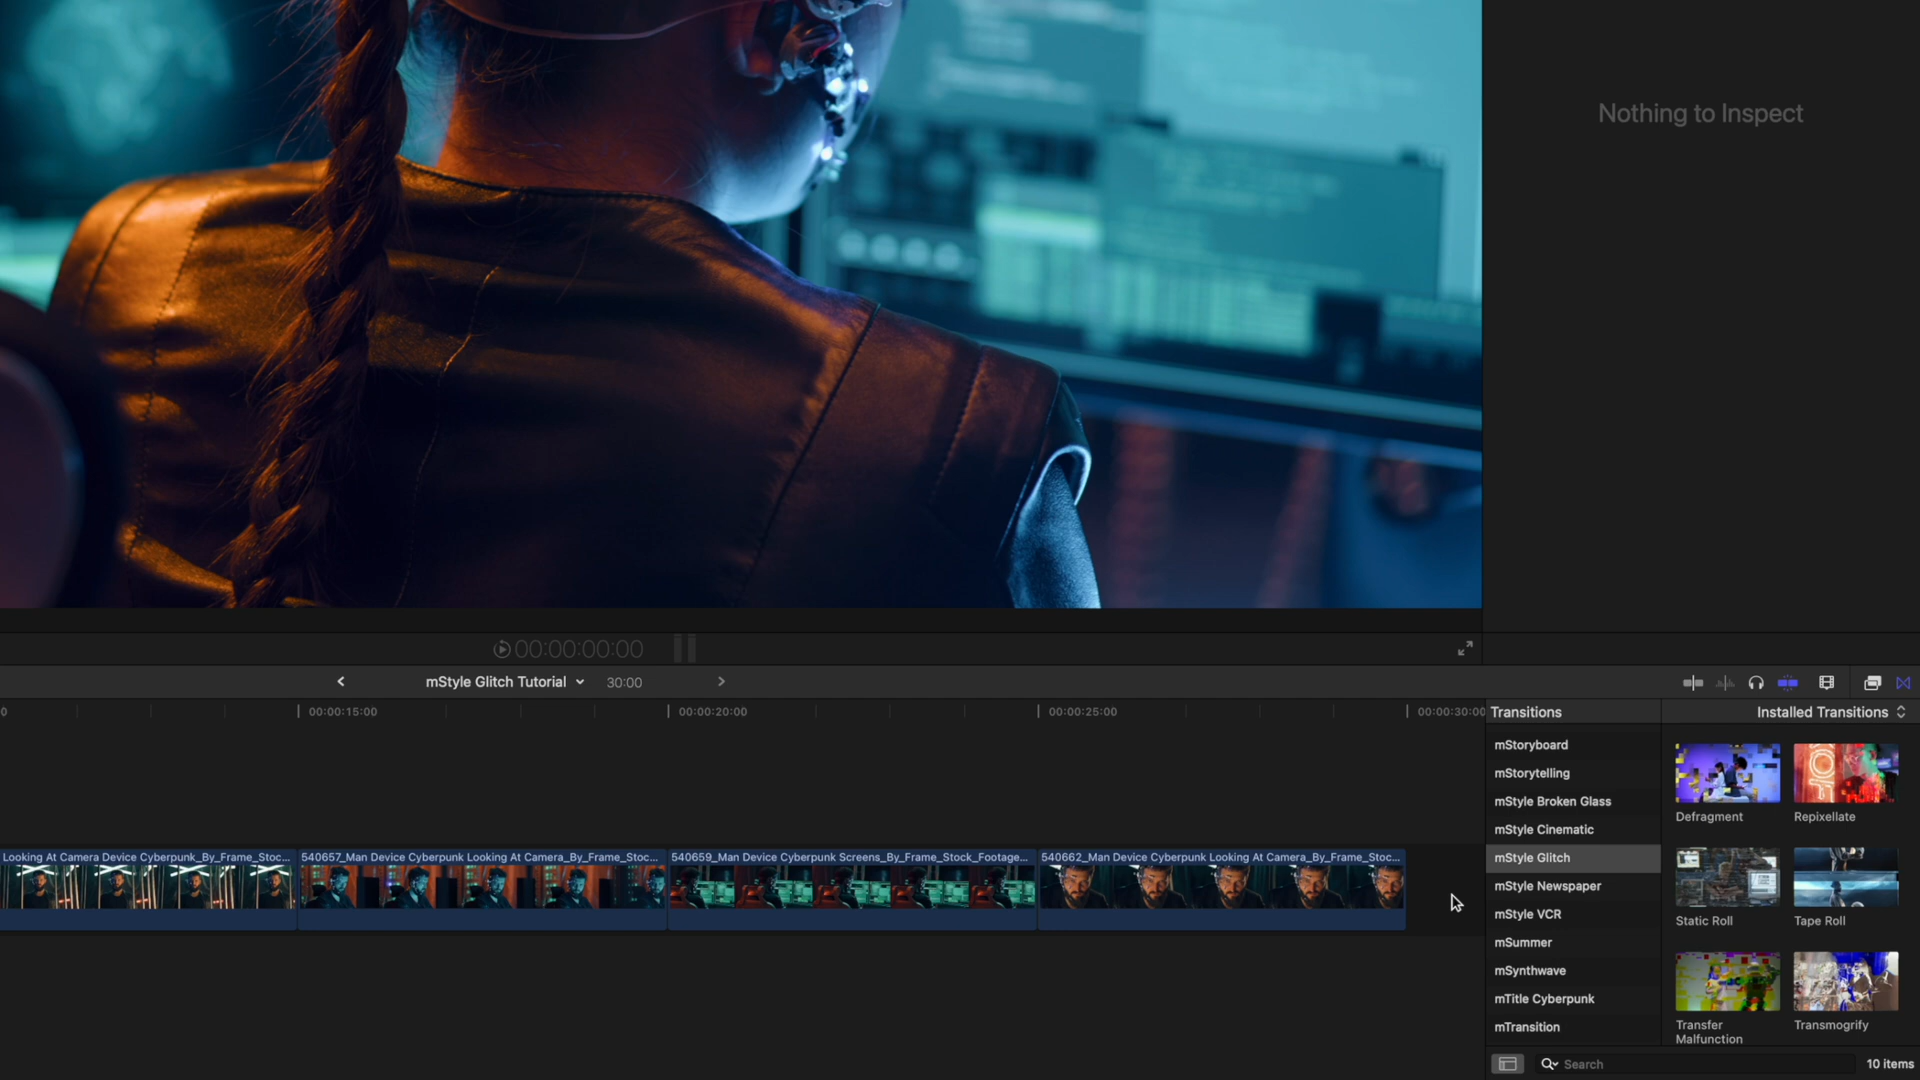 Nothing to Inspect
00:00:00:00
mStyle Glitch Tutorial
30:00
0
00:00:15:00
00:00:20:00
00:00:25:00
00:00:30:00
Transitions
Installed Transitions
mStoryboard
mStorytelling
mStyle Broken Glass
mStyle Cinematic
mStyle Glitch
mStyle Newspaper
mStyle VCR
mSummer
mSynthwave
mTitle Cyberpunk
mTransition
Defragment
Repixellate
Static Roll
Tape Roll
Transfer
Malfunction
Transmogrify
Looking At Camera Device Cyberpunk_By_Frame_Stoc...
540657_Man Device Cyberpunk Looking At Camera_By_Frame_Stoc...
540659_Man Device Cyberpunk Screens_By_Frame_Stock_Footage...
540662_Man Device Cyberpunk Looking At Camera_By_Frame_Stoc...
Search
10 items